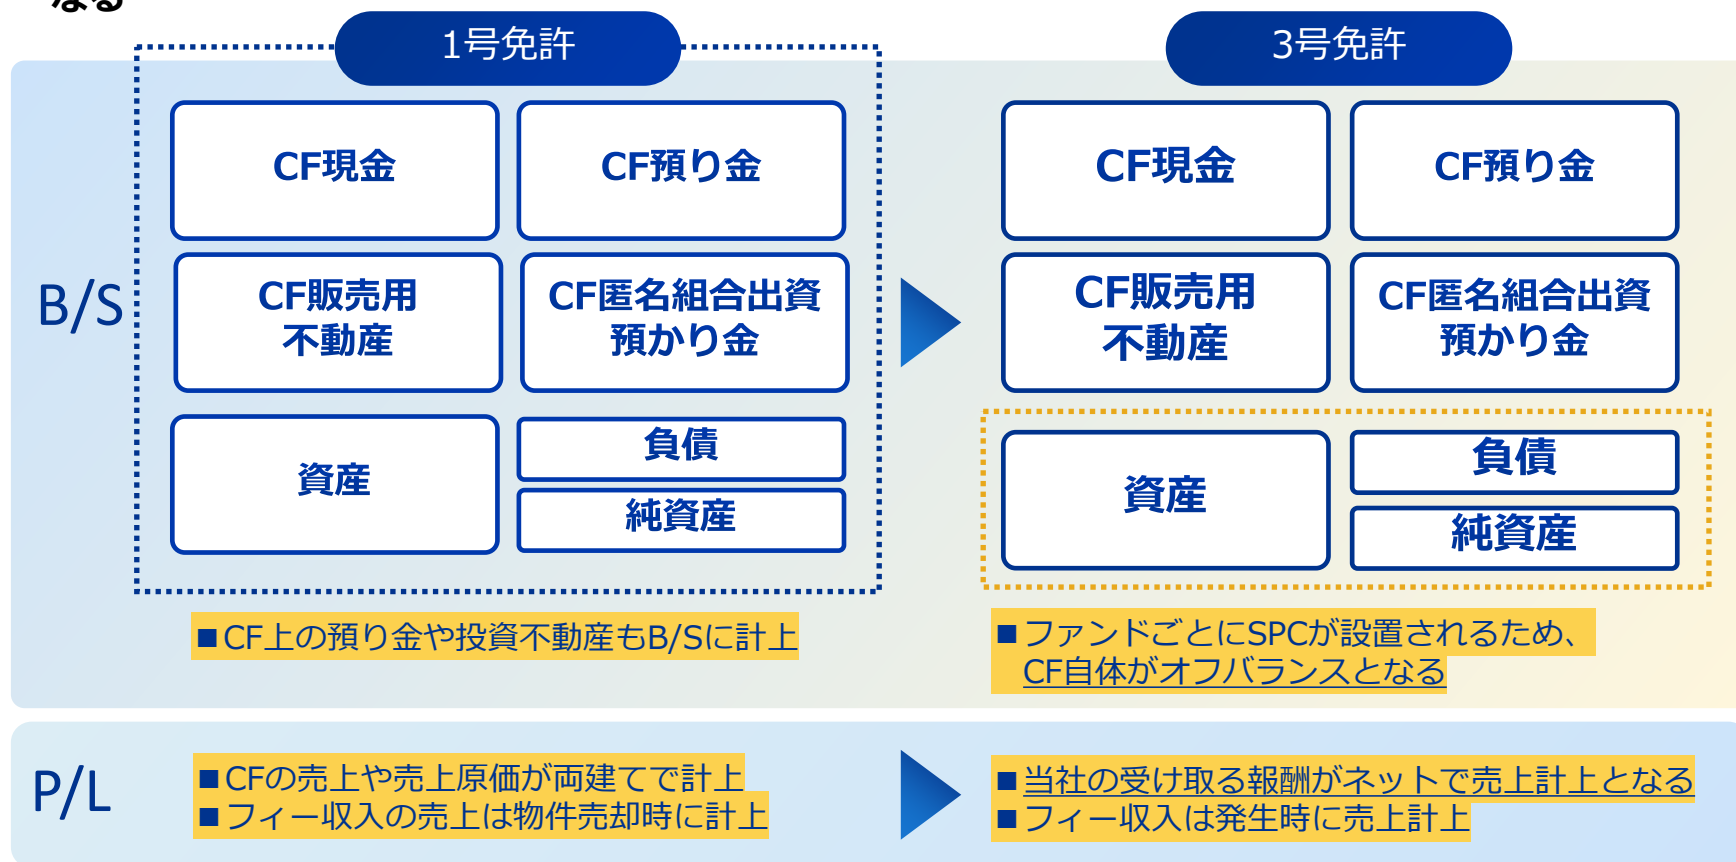 なる
1号免許
3号免許
B/S
CF現金
CF預り金
CF販売用
不動産
CF匿名組合出資
預かり金
資産
負債
純資産
■CF上の預り金や投資不動産もB/Sに計上
CF現金
CF預り金
CF販売用
不動産
CF匿名組合出資
預かり金
資産
負債
純資産
■ファンドごとにSPCが設置されるため、
CF自体がオフバランスとなる
P/L
■CFの売上や売上原価が両建てで計上
■フィー収入の売上は物件売却時に計上
■当社の受け取る報酬がネットで売上計上となる
■フィー収入は発生時に売上計上